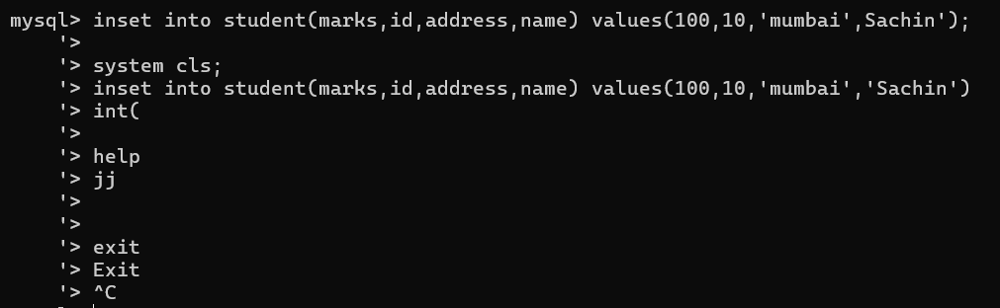 mysql> inset into student(marks,id,address,name) values(100,10,'mumbai',Sachin');
'>
'> system cls;
'> inset into student(marks,id,address,name) values(100,10,'mumbai','Sachin')
'> int(
'>
'> help
'> jj
'>
'>
'> exit
'> Exit
'> ^C